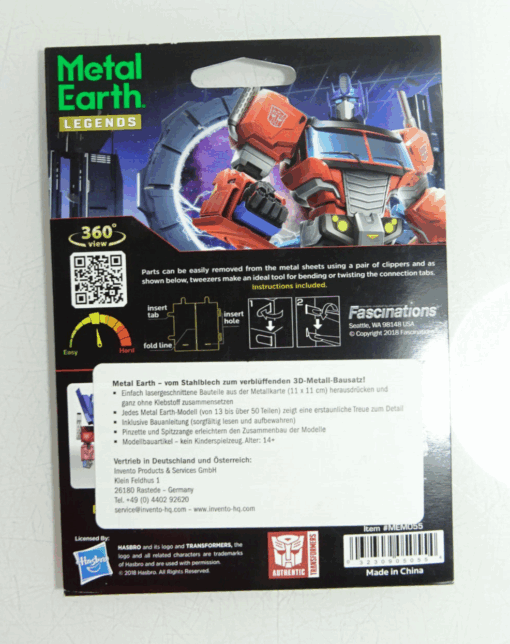 Metal
Earth
LEGENDS
360°
view
Parts can be easily removed from the metal sheets using a pair of clippers and as
shown below, tweezers make an ideal tool for bending or twisting the connection tabs.
Instructions included.
insert
tab
insert
hole
fold line
1
2
Easy
Hard
Fascinations
Seattle, WA 98148 USA
© Copyright 2018 Fascinations
Metal Earth – vom Stahlblech zum verblüffenden 3D-Metall-Bausatz!
• Einfach lasergeschnittene Bauteile aus der Metallkarte (11 x 11 cm) herausdrücken und
ganz ohne Klebstoff zusammensetzen
• Jedes Metal Earth-Modell (von 13 bis über 50 Teilen) zeigt eine erstaunliche Treue zum Detail
• Inklusive Bauanleitung (sorgfältig lesen und aufbewahren)
• Pinzette und Spitzzange erleichtern den Zusammenbau der Modelle
• Modellbauartikel – kein Kinderspielzeug. Alter: 14+
Vertrieb in Deutschland und Österreich:
Invento Products & Services GmbH
Klein Feldhus 1
26180 Rastede – Germany
Tel. +49 (0) 4402 92620
service@invento-hq.com – www.invento-hq.com
Licensed By:
Hasbro
HASBRO and its logo and TRANSFORMERS, the
logo and all related characters are trademarks
of Hasbro and are used with permission.
© 2018 Hasbro. All Rights Reserved.
AUTHENTIC
TRANSFORMERS
Item #MEM055
Made in China